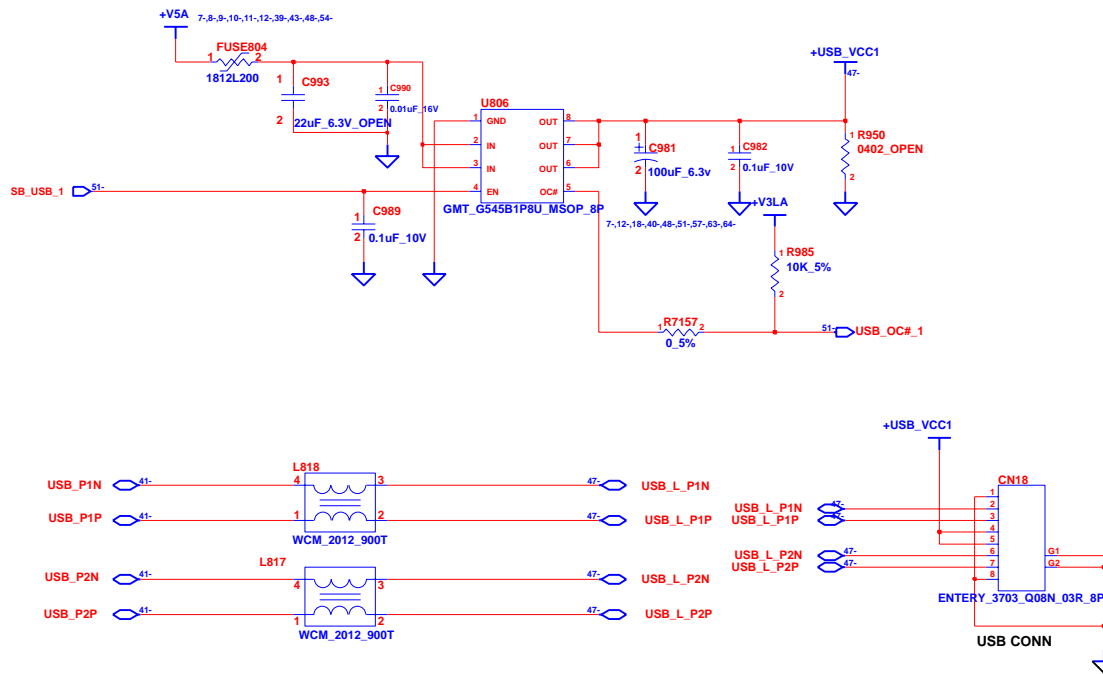 +V5A 7-,8-,9-,10-,11-,12-,39-,43-,48-,54-
FUSE804
1 2
1812L200
1 C993
2 22uF_6.3V_OPEN
1 C990
2 0.01uF_16V
U806
1 GND OUT 8
2 IN OUT 7
3 IN OUT 6
4 EN OC# 5
GMT_G545B1P8U_MSOP_8P
SB_USB_1 51-
1 C989
2 0.1uF_10V
+USB_VCC1
47-
1 + C981
2 100uF_6.3v
1 C982
2 0.1uF_10V
1 R950
0402_OPEN
2
7-,12-,18-,40-,48-,51-,57-,63-,64-
+V3LA
1 R985
10K_5%
2
1 R7157 2
0_5%
51- USB_OC#_1
L818
USB_P1N 41- 4 3 47- USB_L_P1N
USB_P1P 41- 1 2 47- USB_L_P1P
WCM_2012_900T
L817
USB_P2N 41- 4 3 47- USB_L_P2N
USB_P2P 41- 1 2 47- USB_L_P2P
WCM_2012_900T
+USB_VCC1
CN18
1
USB_L_P1N 47- 2
USB_L_P1P 47- 3
4
5
USB_L_P2N 47- 6 G1
USB_L_P2P 47- 7 G2
8
ENTERY_3703_Q08N_03R_8P
USB CONN